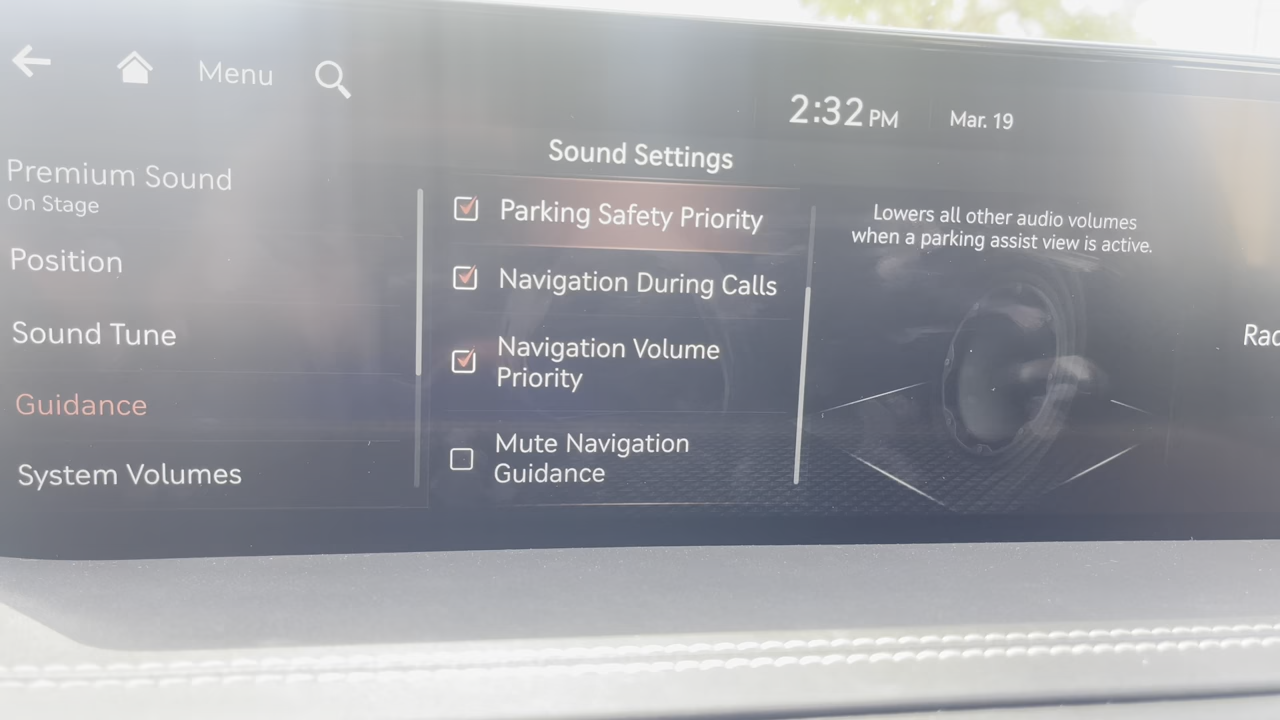 Menu
2:32 PM
Mar. 19
Sound Settings
Premium Sound
On Stage
Position
Sound Tune
Guidance
System Volumes
Parking Safety Priority
Navigation During Calls
Navigation Volume
Priority
Mute Navigation
Guidance
Lowers all other audio volumes
when a parking assist view is active.